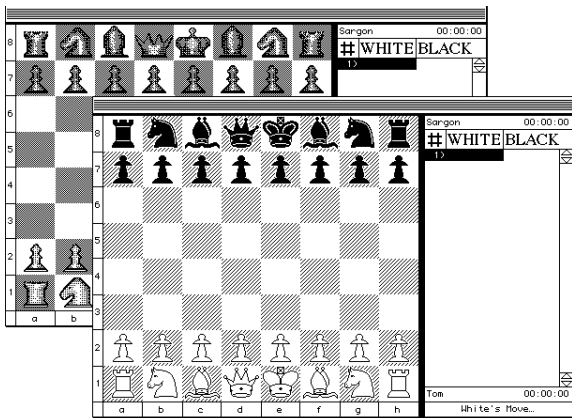 Sargon 00:00:00
# WHITE BLACK
1)
8
7
6
5
4
3
2
1
a b
Sargon 00:00:00
# WHITE BLACK
1)
8
7
6
5
4
3
2
1
a b c d e f g h
Tom 00:00:00
White's Move...